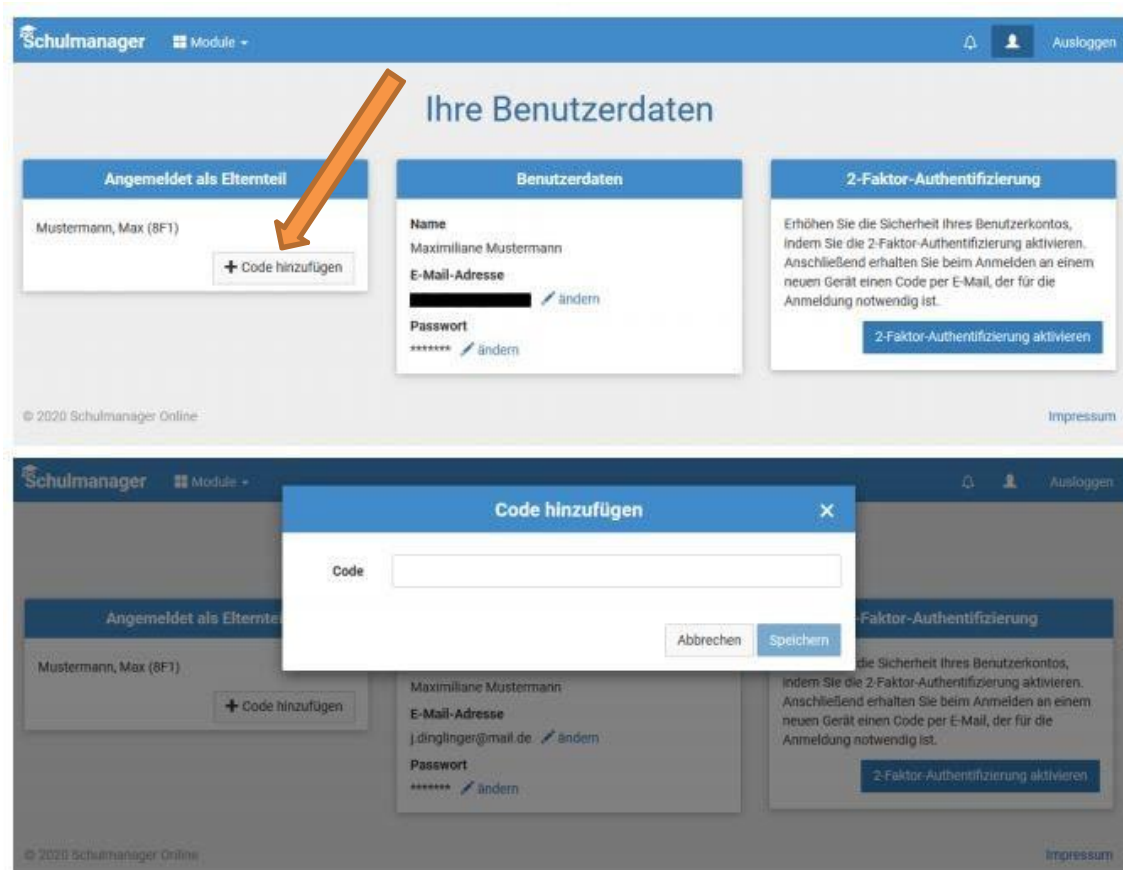 Schulmanager Module Ausloggen
Ihre Benutzerdaten
Angemeldet als Elternteil
Mustermann, Max (8F1)
+ Code hinzufügen
Benutzerdaten
Name
Maximiliane Mustermann
E-Mail-Adresse
ändern
Passwort
******* ändern
2-Faktor-Authentifizierung
Erhöhen Sie die Sicherheit Ihres Benutzerkontos,
indem Sie die 2-Faktor-Authentifizierung aktivieren.
Anschließend erhalten Sie beim Anmelden an einem
neuen Gerät einen Code per E-Mail, der für die
Anmeldung notwendig ist.
2-Faktor-Authentifizierung aktivieren
© 2020 Schulmanager Online
Impressum
Schulmanager Module Ausloggen
Code hinzufügen ×
Code
Abbrechen Speichern
Angemeldet als Elternte
Mustermann, Max (8F1)
+ Code hinzufügen
Maximiliane Mustermann
E-Mail-Adresse
j.dinglinger@mail.de ändern
Passwort
******* ändern
-Faktor-Authentifizierung
die Sicherheit Ihres Benutzerkontos,
indem Sie die 2-Faktor-Authentifizierung aktivieren.
Anschließend erhalten Sie beim Anmelden an einem
neuen Gerät einen Code per E-Mail, der für die
Anmeldung notwendig ist.
2-Faktor-Authentifizierung aktivieren
© 2020 Schulmanager Online
Impressum